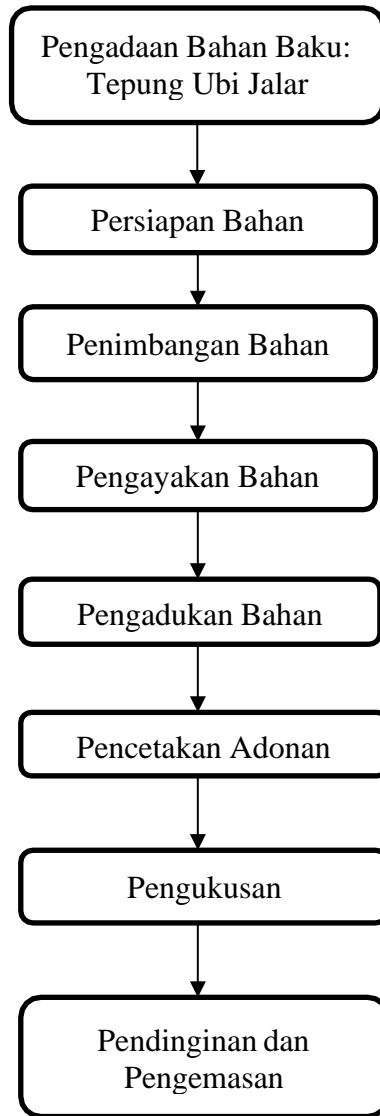 Pengadaan Bahan Baku:
Tepung Ubi Jalar
Persiapan Bahan
Penimbangan Bahan
Pengayakan Bahan
Pengadukan Bahan
Pencetakan Adonan
Pengukusan
Pendinginan dan
Pengemasan